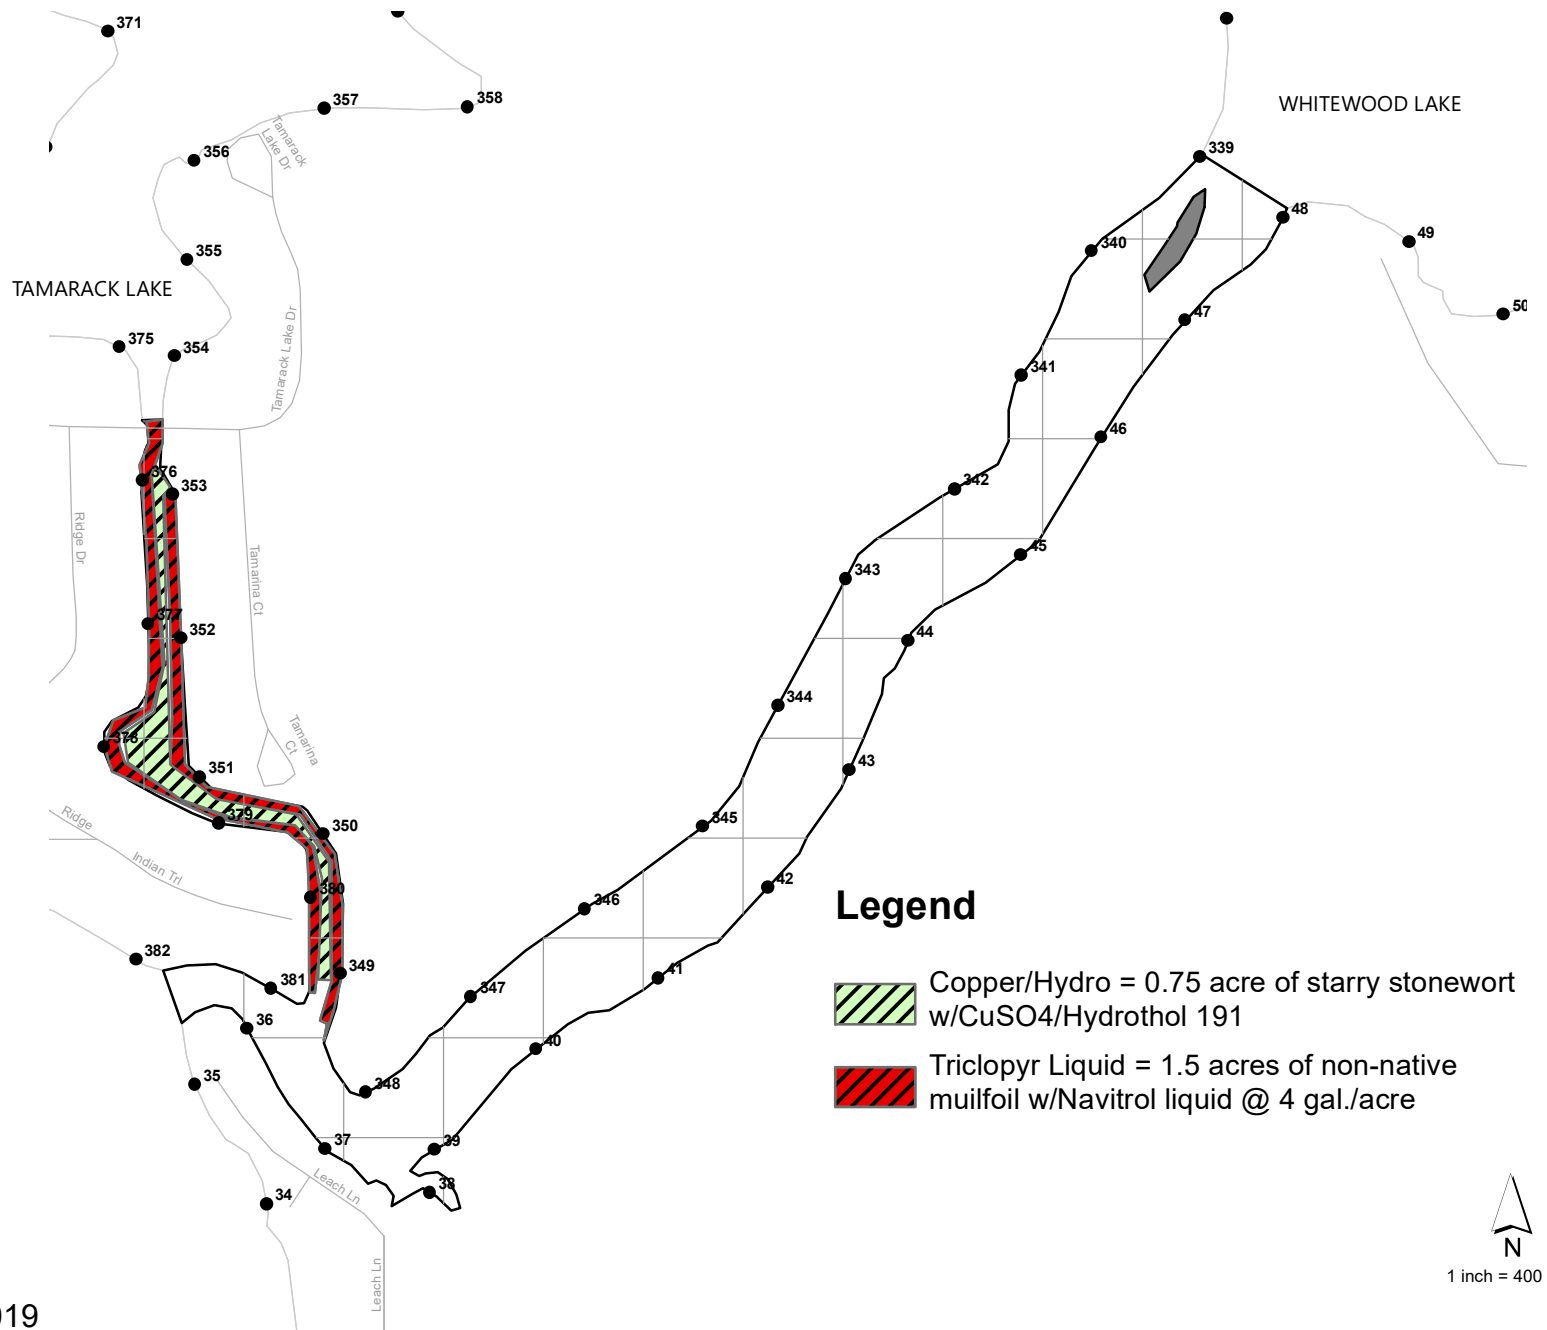 371
357
358
WHITEWOOD LAKE
Tamarack
Lake Dr
356
339
48
49
340
355
TAMARACK LAKE
50
47
375
354
Tamarack Lake Dr
341
46
376
353
342
Ridge Dr
Tamarina Ct
45
343
377
352
44
344
Tamarina
Ct
378
351
43
Ridge
379
350
345
Indian Trl
42
380
346
Legend
382
381
349
41
347
Copper/Hydro = 0.75 acre of starry stonewort
w/CuSO4/Hydrothol 191
36
40
35
348
Triclopyr Liquid = 1.5 acres of non-native
muilfoil w/Navitrol liquid @ 4 gal./acre
37
39
38
34
Leach Ln
Leach Ln
N
1 inch = 400
019